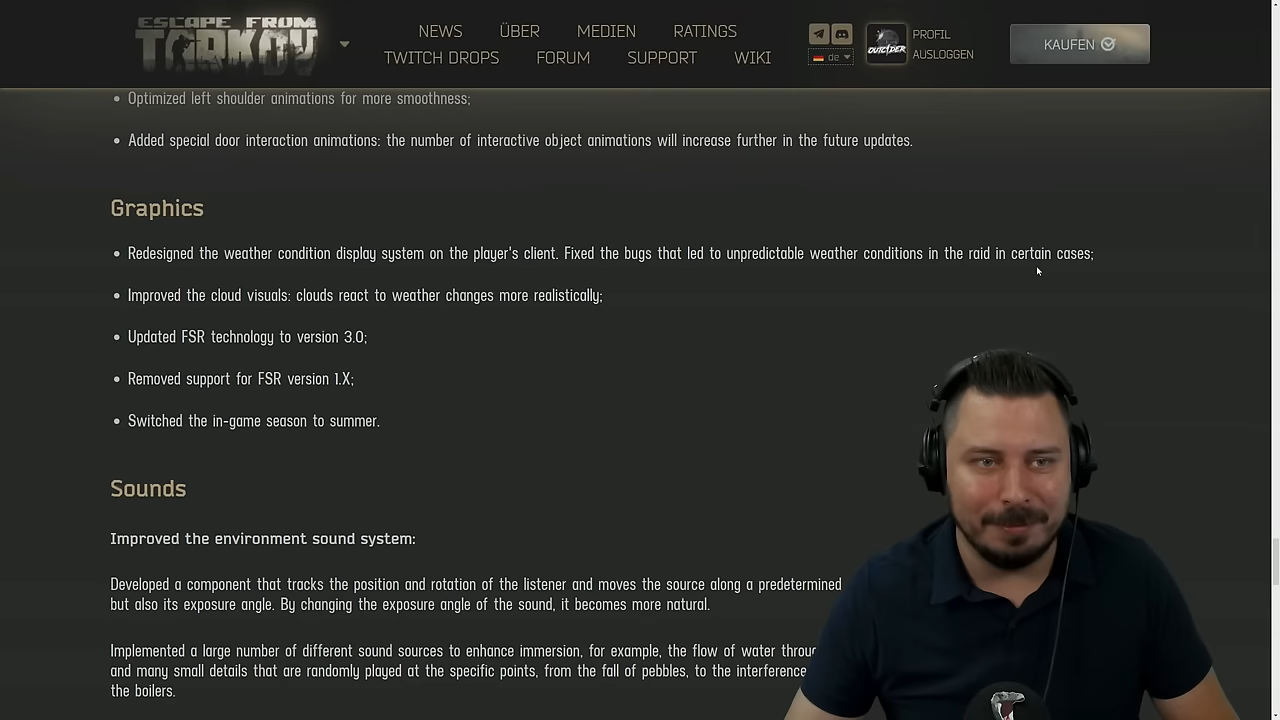 ESCAPE FROM
TARKOV
NEWS ÜBER MEDIEN RATINGS
TWITCH DROPS FORUM SUPPORT WIKI
de
OUTCIDER
PROFIL
AUSLOGGEN
KAUFEN
• Optimized left shoulder animations for more smoothness;
• Added special door interaction animations: the number of interactive object animations will increase further in the future updates.
Graphics
• Redesigned the weather condition display system on the player's client. Fixed the bugs that led to unpredictable weather conditions in the raid in certain cases;
• Improved the cloud visuals: clouds react to weather changes more realistically;
• Updated FSR technology to version 3.0;
• Removed support for FSR version 1.X;
• Switched the in-game season to summer.
Sounds
Improved the environment sound system:
Developed a component that tracks the position and rotation of the listener and moves the source along a predetermined
but also its exposure angle. By changing the exposure angle of the sound, it becomes more natural.
Implemented a large number of different sound sources to enhance immersion, for example, the flow of water
and many small details that are randomly played at the specific points, from the fall of pebbles, to the interference
the boilers.